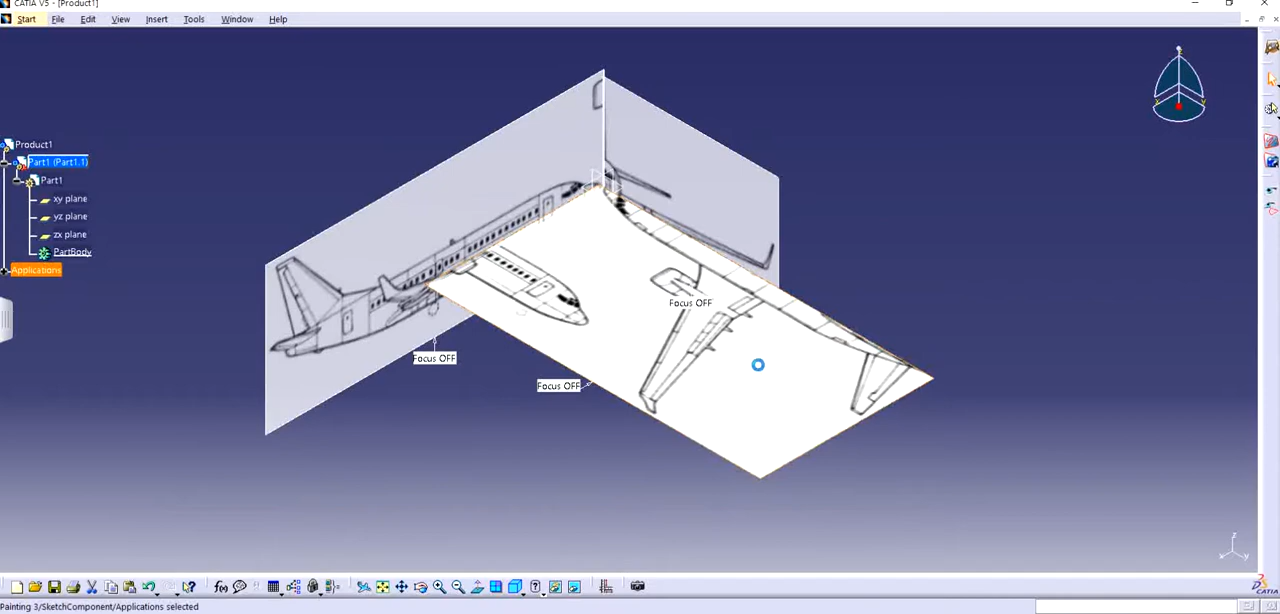 CATIA V5 - [Product1]
Start File Edit View Insert Tools Window Help
Product1
Part1 (Part1.1)
Part1
xy plane
yz plane
zx plane
PartBody
Applications
Focus OFF
Focus OFF
Focus OFF
z
x y
f(x)
CATIA
Painting 3/SketchComponent/Applications selected